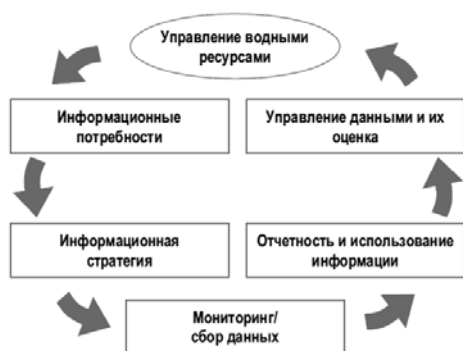 Управление водными
ресурсами
Информационные
потребности
Управление данными и их
оценка
Информационная
стратегия
Отчетность и использование
информации
Мониторинг/
сбор данных